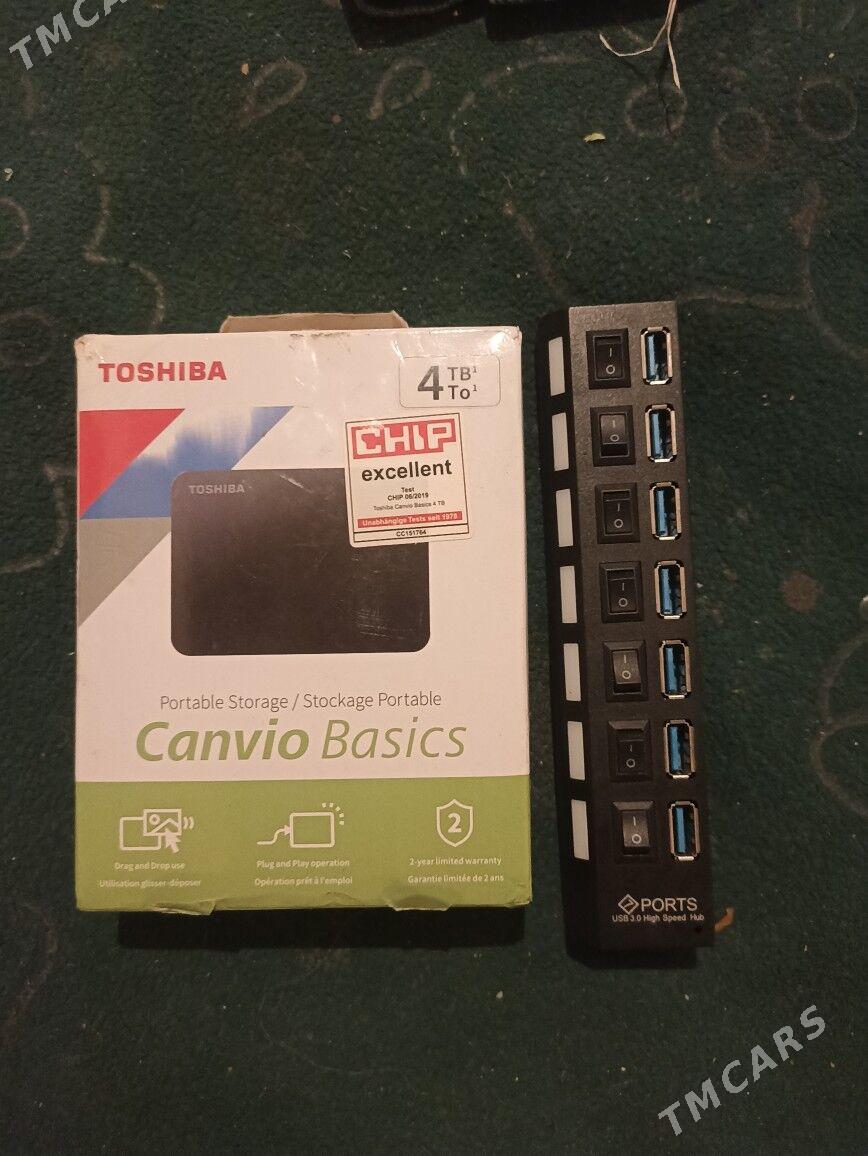 TMCARS
TOSHIBA
4 TB¹
To¹
CHIP
excellent
Test
CHIP 06/2019
Toshiba Canvio Basics 4 TB
Unabhängige Tests seit 1978
CC151764
TOSHIBA
Portable Storage / Stockage Portable
Canvio Basics
2
Drag and Drop use
Utilisation glisser-déposer
Plug and Play operation
Opération prêt à l'emploi
2-year limited warranty
Garantie limitée de 2 ans
I
O
I
O
I
O
I
O
I
O
I
O
I
O
PORTS
USB 3.0 High Speed Hub
TMCARS